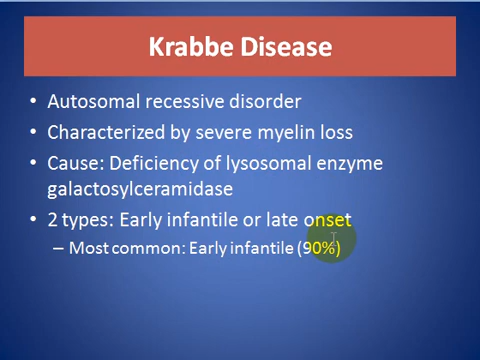 Krabbe Disease
• Autosomal recessive disorder
• Characterized by severe myelin loss
• Cause: Deficiency of lysosomal enzyme
galactosylceramidase
• 2 types: Early infantile or late onset
– Most common: Early infantile (90%)